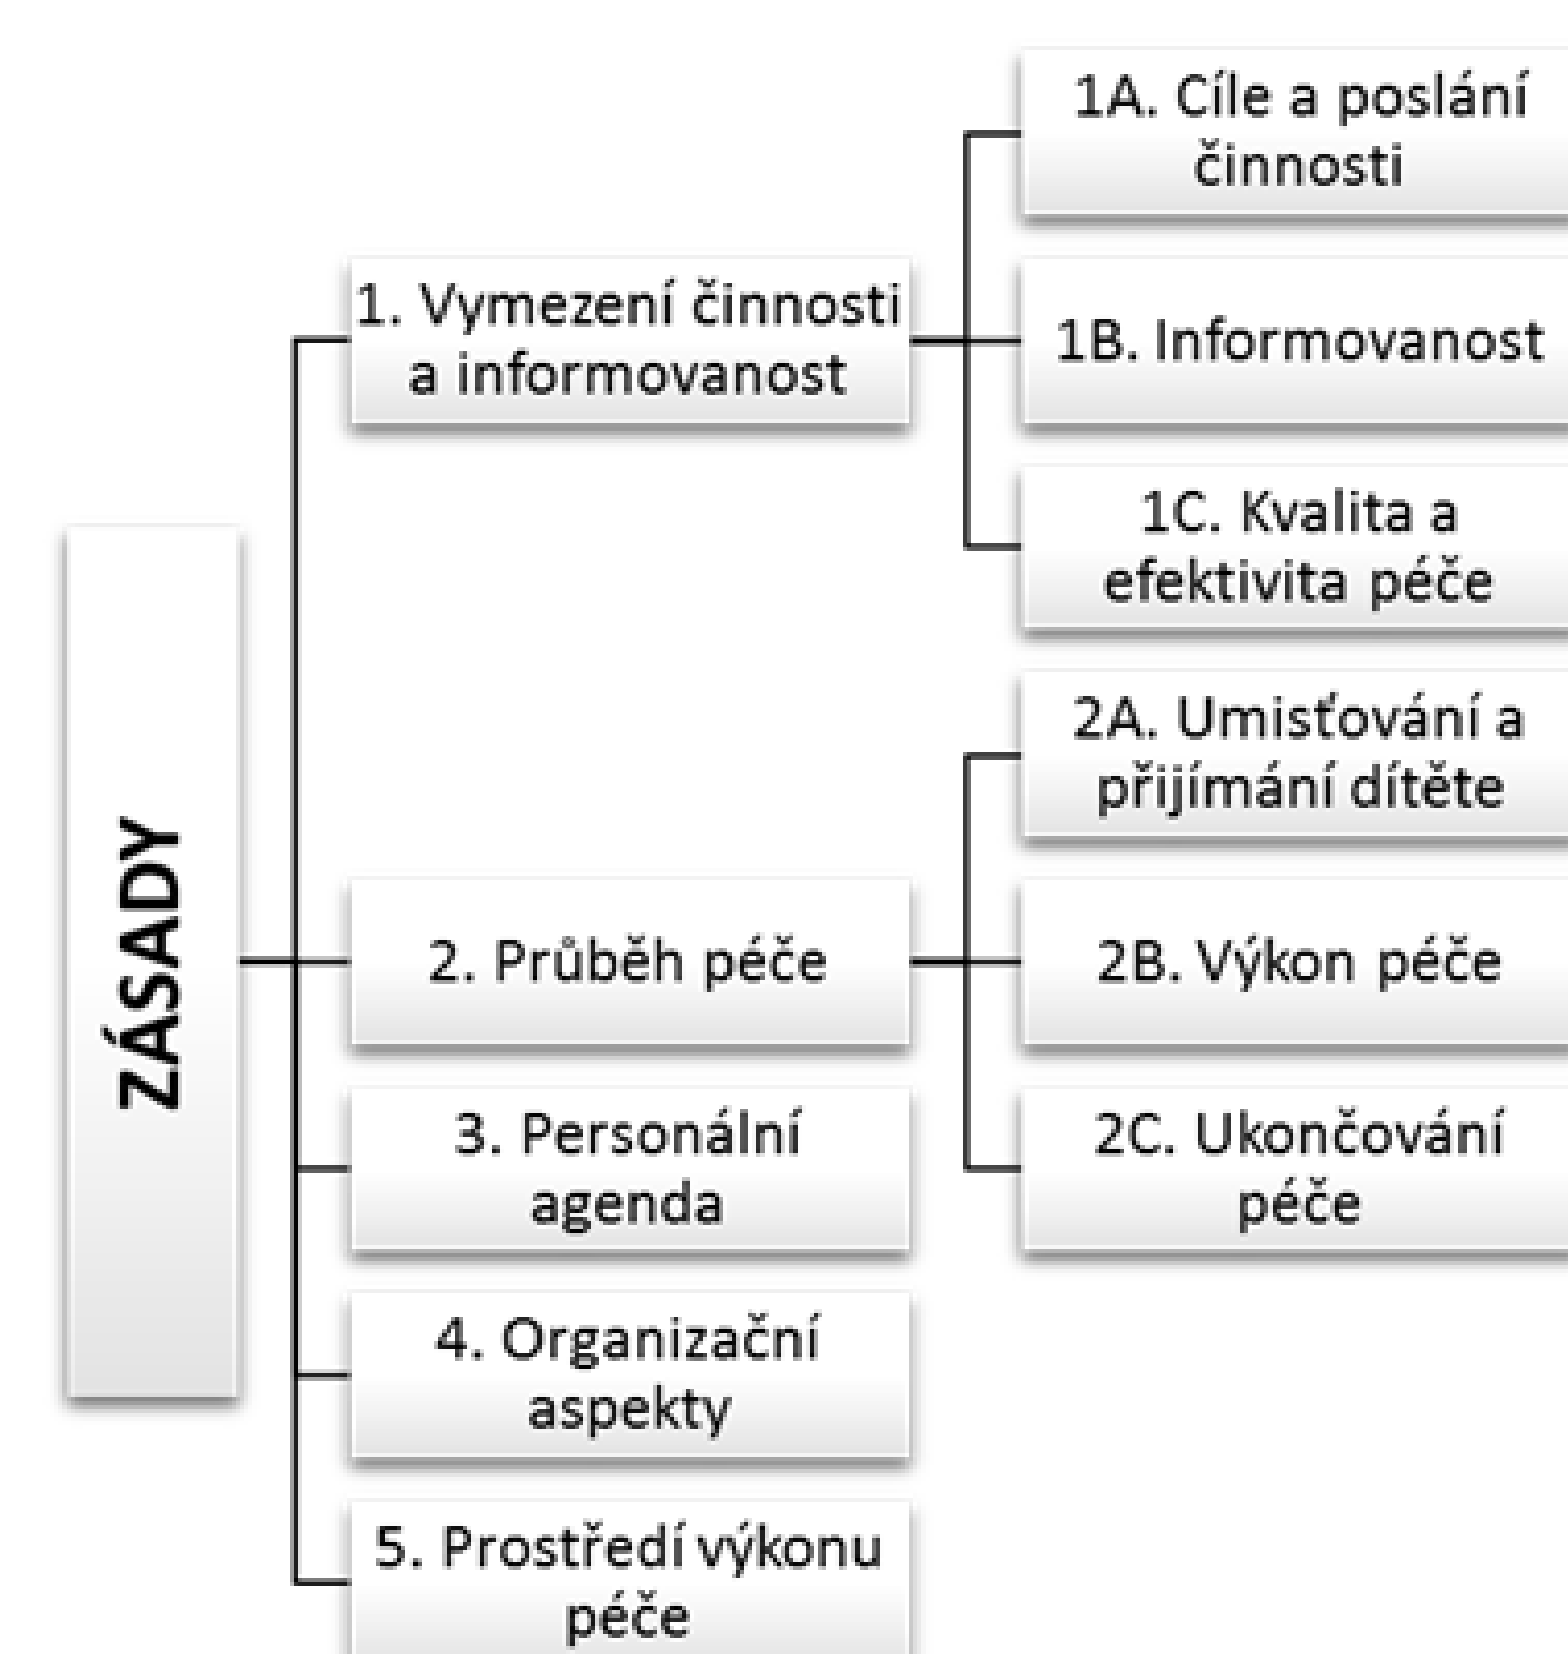 ZÁSADY
1. Vymezení činnosti
a informovanost
1A. Cíle a poslání
činnosti
1B. Informovanost
1C. Kvalita a
efektivita péče
2. Průběh péče
2A. Umisťování a
přijímání dítěte
2B. Výkon péče
2C. Ukončování
péče
3. Personální
agenda
4. Organizační
aspekty
5. Prostředí výkonu
péče